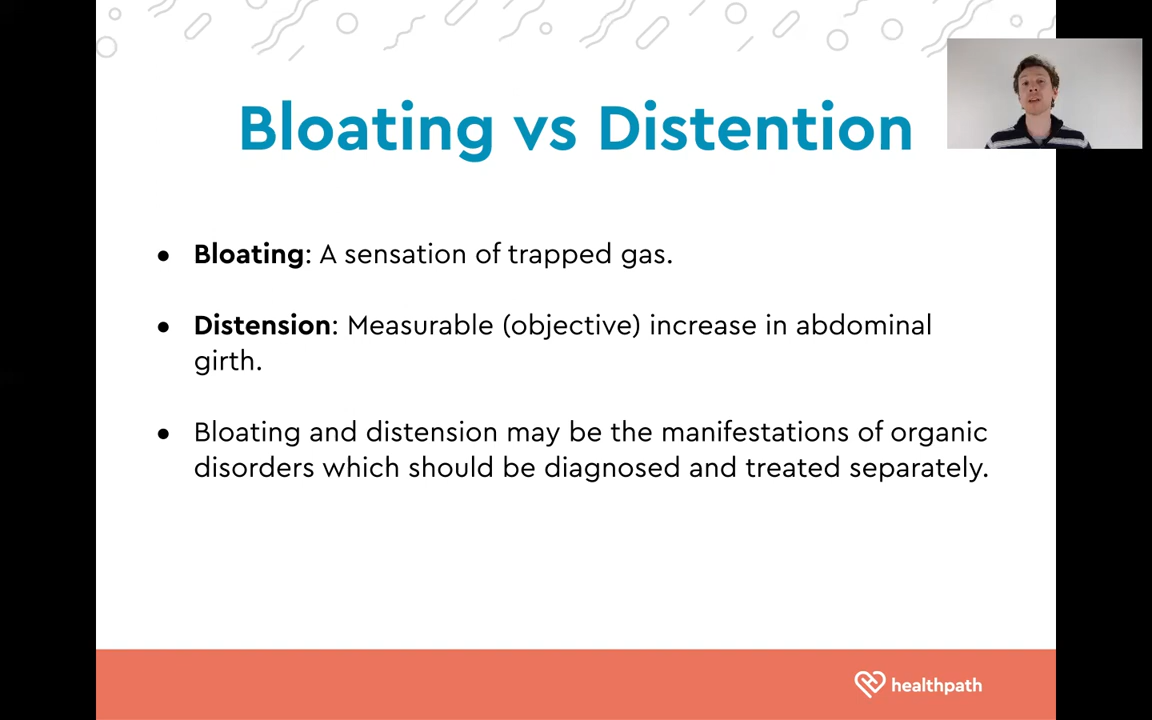 Bloating vs Distention
● Bloating: A sensation of trapped gas.
● Distension: Measurable (objective) increase in abdominal
girth.
● Bloating and distension may be the manifestations of organic
disorders which should be diagnosed and treated separately.
healthpath